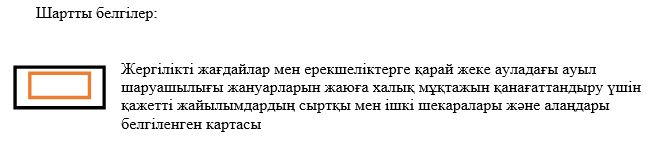 Шартты белгілер:
Жергілікті жағдайлар мен ерекшеліктерге қарай жеке ауладағы ауыл
шаруашылығы жануарларын жаюға халық мұқтажын қанағаттандыру үшін
қажетті жайылымдардың сыртқы мен ішкі шекаралары және алаңдары
белгіленген картасы